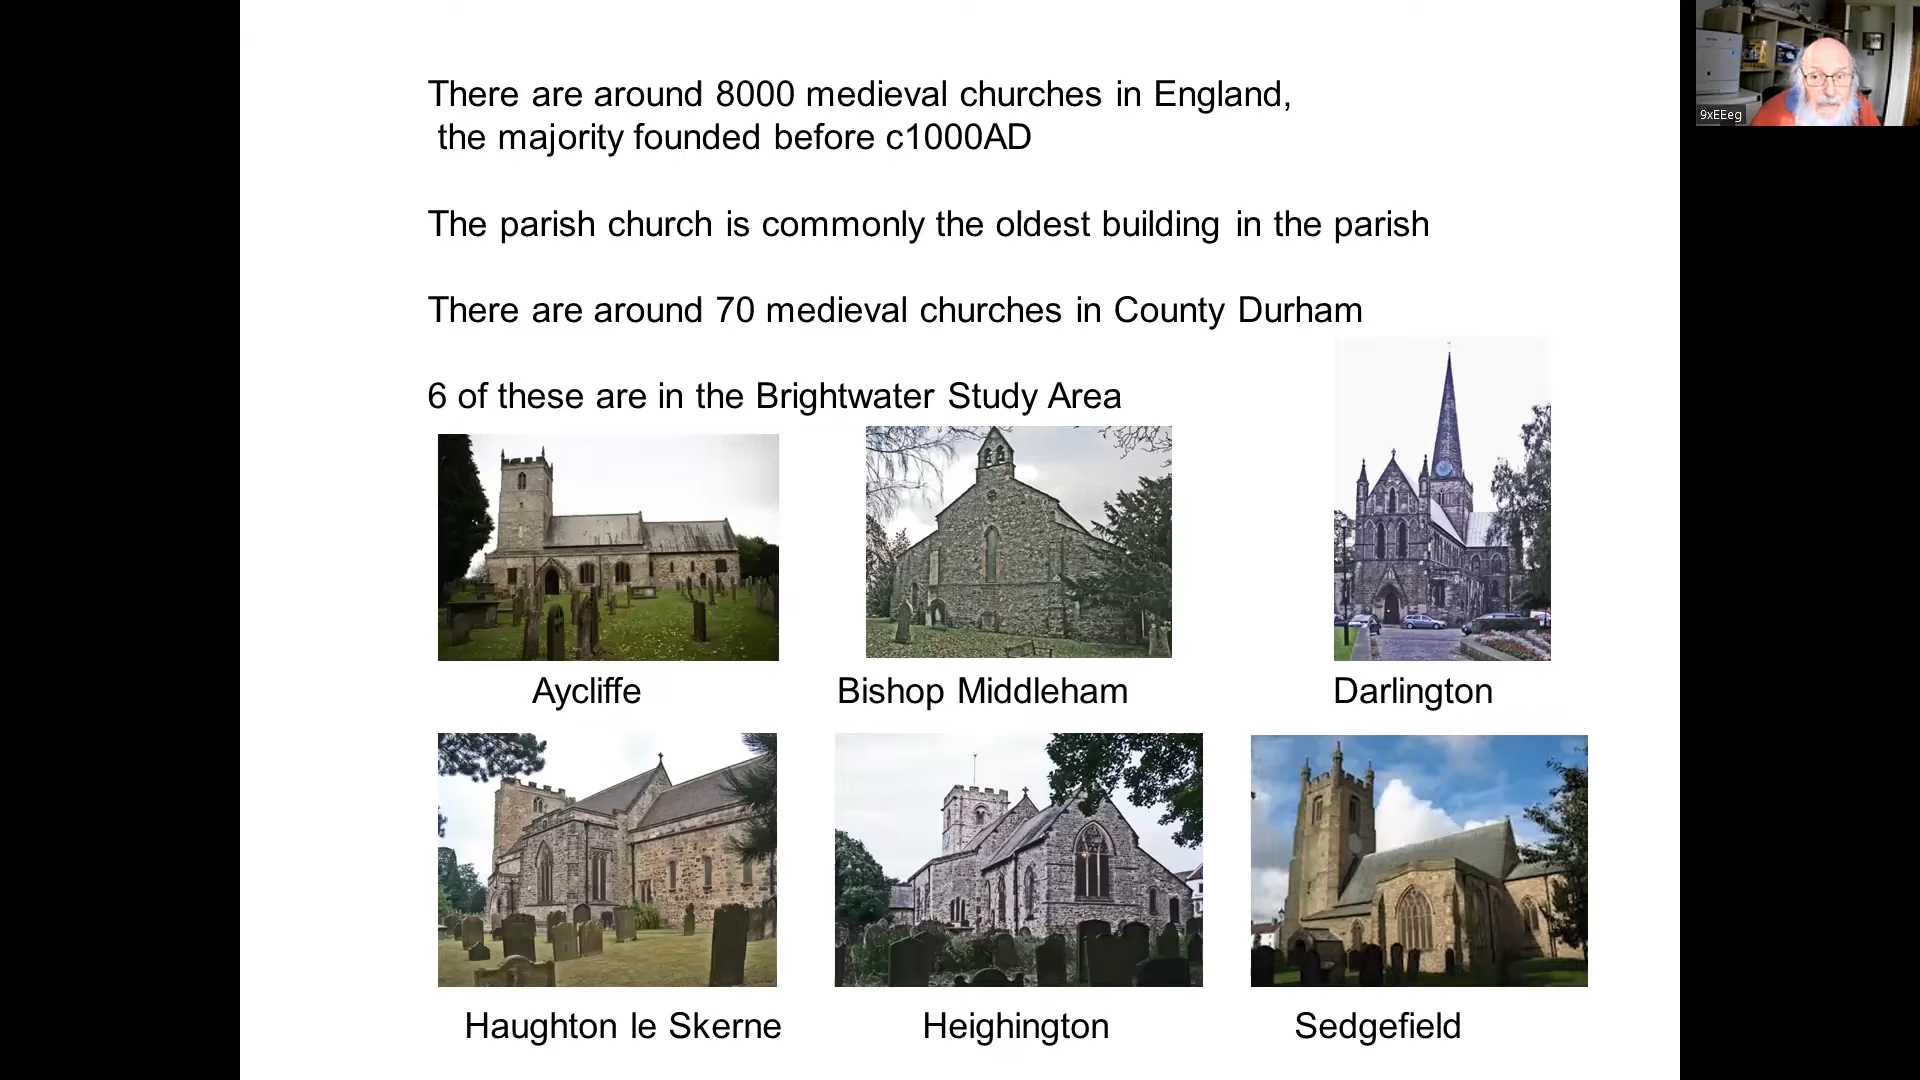 There are around 8000 medieval churches in England,
the majority founded before c1000AD
The parish church is commonly the oldest building in the parish
There are around 70 medieval churches in County Durham
6 of these are in the Brightwater Study Area
Aycliffe
Bishop Middleham
Darlington
Haughton le Skerne
Heighington
Sedgefield
9xEEeg